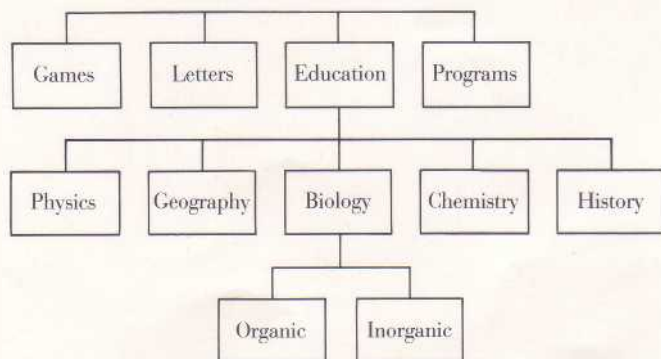 Games Letters Education Programs
Physics Geography Biology Chemistry History
Organic Inorganic